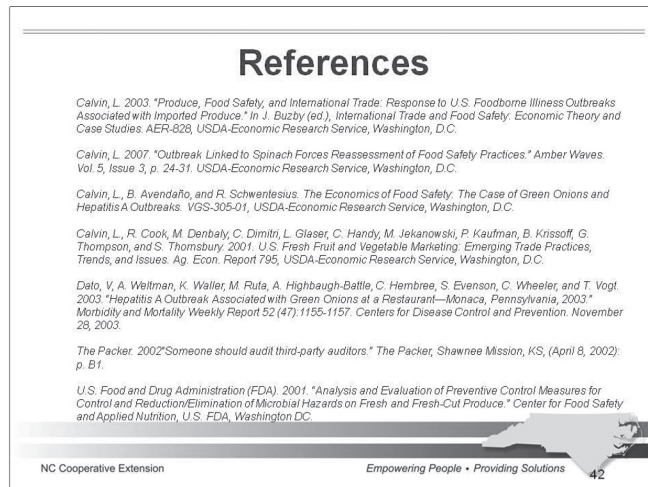 References
Calvin, L. 2003. "Produce, Food Safety, and International Trade: Response to U.S. Foodborne Illiness Outbreaks
Associated with Imported Produce." In J. Buzby (ed.), International Trade and Food Safety: Economic Theory and
Case Studies. AER-828, USDA-Economic Research Service, Washington, D.C.
Calvin, L. 2007. "Outbreak Linked to Spinach Forces Reassessment of Food Safety Practices." Amber Waves.
Vol. 5, Issue 3, p. 24-31. USDA-Economic Research Service, Washington, D.C.
Calvin, L., B. Avendaño, and R. Schwentesius. The Economics of Food Safety: The Case of Green Onions and
Hepatitis A Outbreaks. VGS-305-01, USDA-Economic Research Service, Washington, D.C.
Calvin, L., R. Cook, M. Denbaly, C. Dimitri, L. Glaser, C. Handy, M. Jekanowski, P. Kaufman, B. Krissoff, G.
Thompson, and S. Thornsbury. 2001. U.S. Fresh Fruit and Vegetable Marketing: Emerging Trade Practices,
Trends, and Issues. Ag. Econ. Report 795, USDA-Economic Research Service, Washington, D.C.
Dato, V, A. Weltman, K. Waller, M. Ruta, A. Highbaugh-Battle, C. Hembree, S. Evenson, C. Wheeler, and T. Vogt.
2003. "Hepatitis A Outbreak Associated with Green Onions at a Restaurant—Monaca, Pennsylvania, 2003."
Morbidity and Mortality Weekly Report 52 (47):1155-1157. Centers for Disease Control and Prevention. November
28, 2003.
The Packer. 2002"Someone should audit third-party auditors." The Packer, Shawnee Mission, KS, (April 8, 2002):
p. B1.
U.S. Food and Drug Administration (FDA). 2001. "Analysis and Evaluation of Preventive Control Measures for
Control and Reduction/Elimination of Microbial Hazards on Fresh and Fresh-Cut Produce." Center for Food Safety
and Applied Nutrition, U.S. FDA, Washington DC.
NC Cooperative Extension
Empowering People • Providing Solutions
42